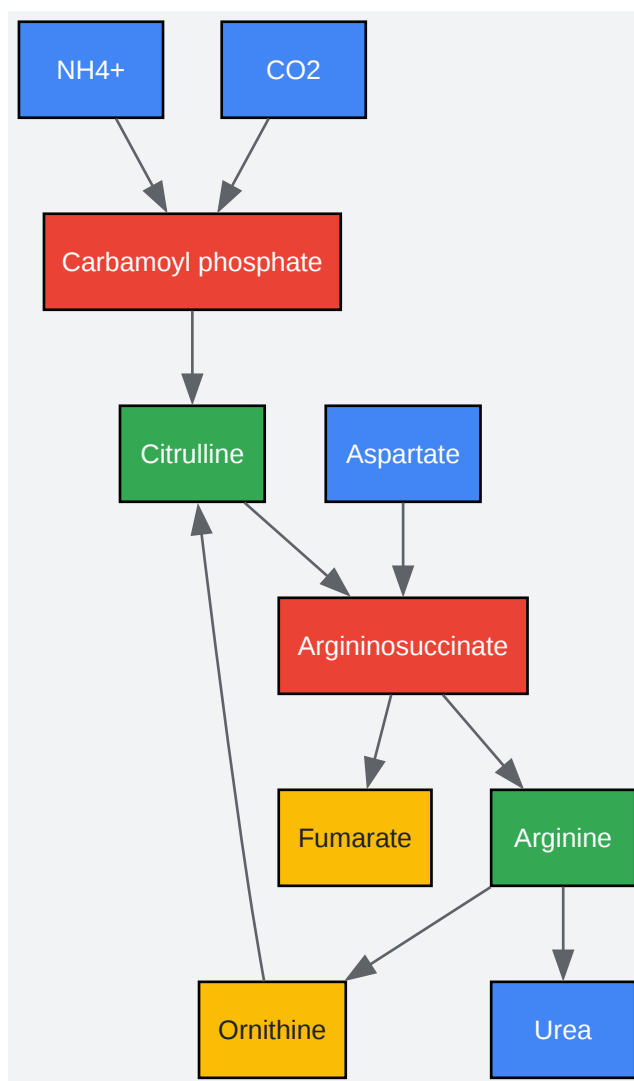 NH4+
CO2
Carbamoyl phosphate
Citrulline
Aspartate
Argininosuccinate
Fumarate
Arginine
Ornithine
Urea